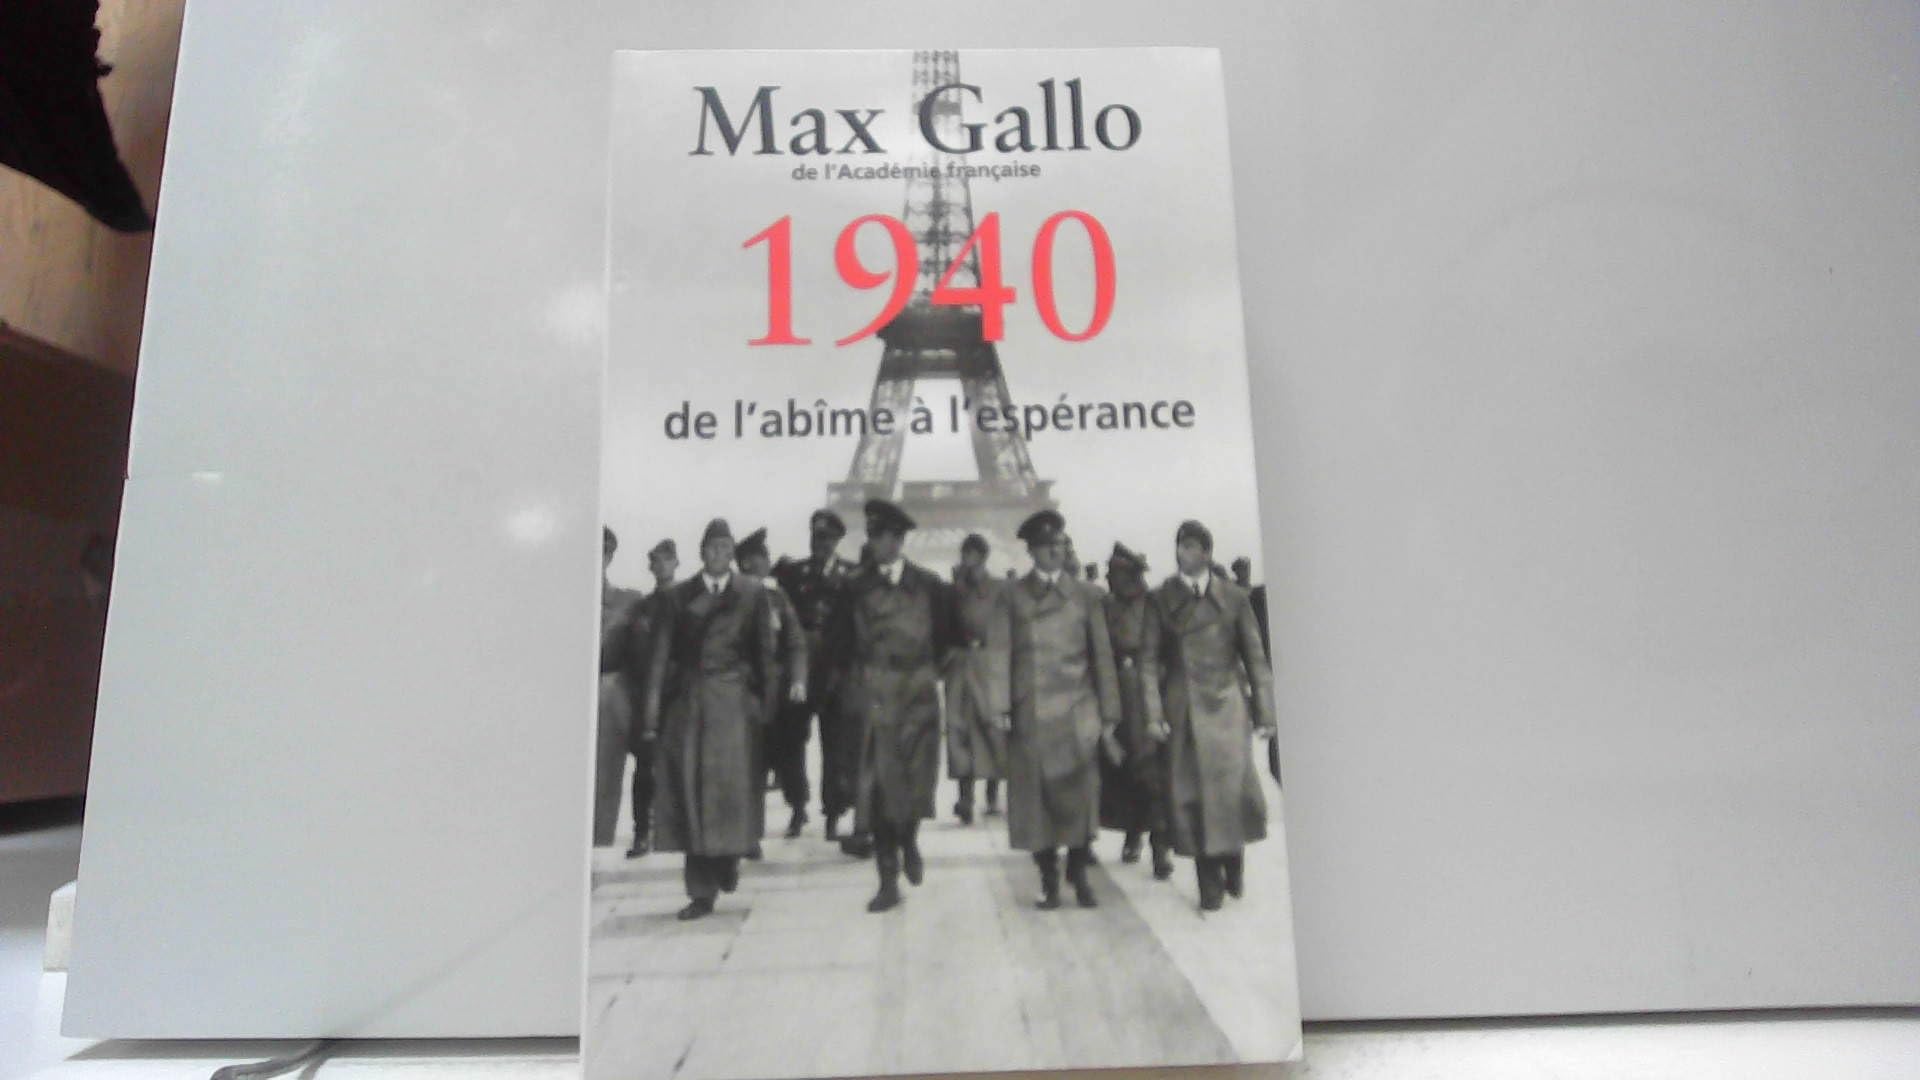 Max Gallo
de l'Académie française
1940
de l'abîme à l'espérance